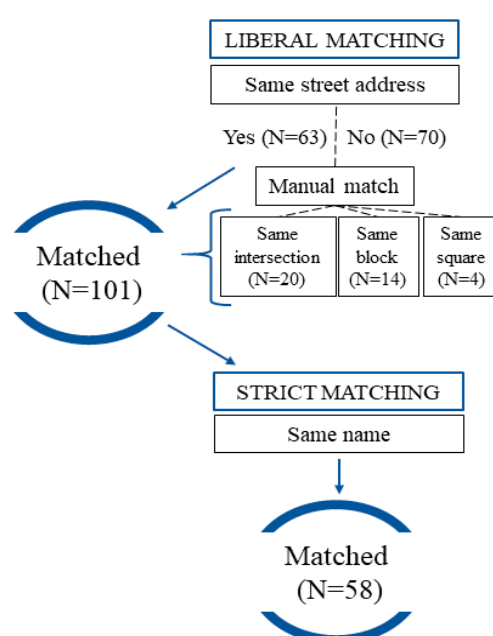 LIBERAL MATCHING
Same street address
Yes (N=63) No (N=70)
Manual match
Same
intersection
(N=20)
Same
block
(N=14)
Same
square
(N=4)
Matched
(N=101)
STRICT MATCHING
Same name
Matched
(N=58)